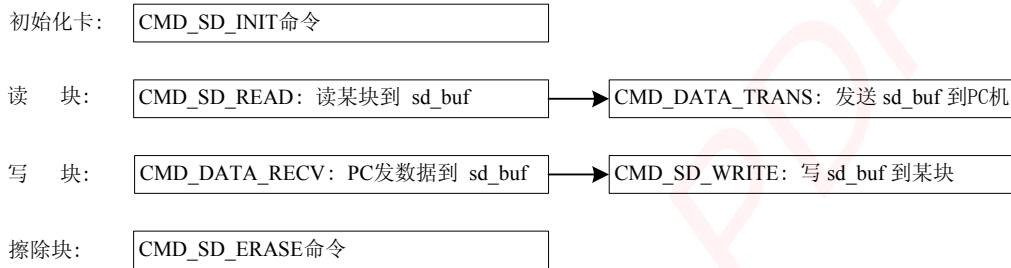 初始化卡: CMD_SD_INIT命令
读 块: CMD_SD_READ: 读某块到 sd_buf CMD_DATA_TRANS: 发送 sd_buf 到PC机
写 块: CMD_DATA_RECV: PC发数据到 sd_buf CMD_SD_WRITE: 写 sd_buf 到某块
擦除块: CMD_SD_ERASE命令
PDF